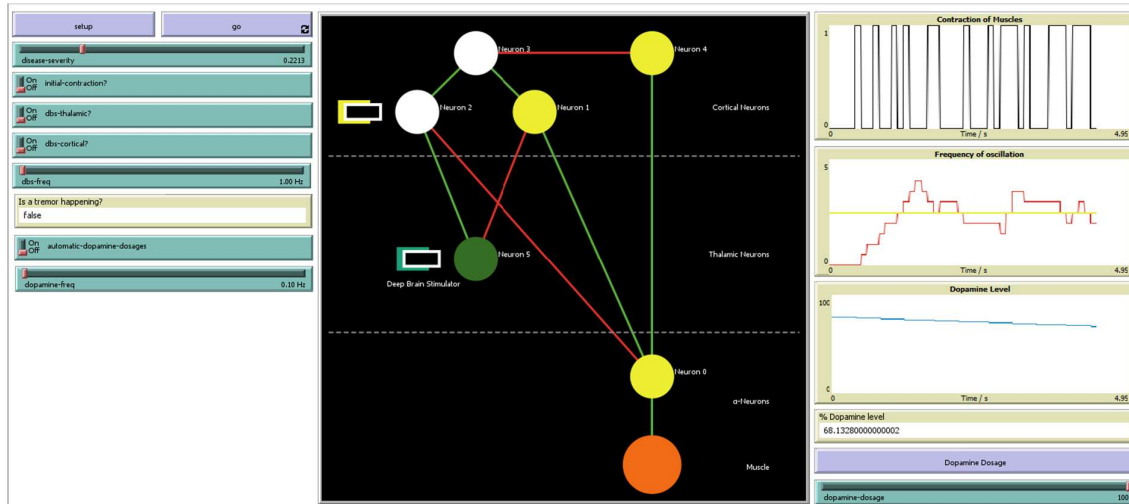 setup
go
disease-severity 0.2213
On
Off
initial-contraction?
On
Off
dbs-thalamic?
On
Off
dbs-cortical?
dbs-freq 1.00 Hz
Is a tremor happening?
false
On
Off
automatic-dopamine-dosages
dopamine-freq 0.10 Hz
Neuron 3
Neuron 4
Neuron 2
Neuron 1
Cortical Neurons
Neuron 5
Thalamic Neurons
Deep Brain Stimulator
Neuron 0
α-Neurons
Muscle
Contraction of Muscles
1
0
0 Time / s 4.95
Frequency of oscillation
5
0
0 Time / s 4.95
Dopamine Level
100
0
0 Time / s 4.95
% Dopamine level
68.13280000000002
Dopamine Dosage
dopamine-dosage 100